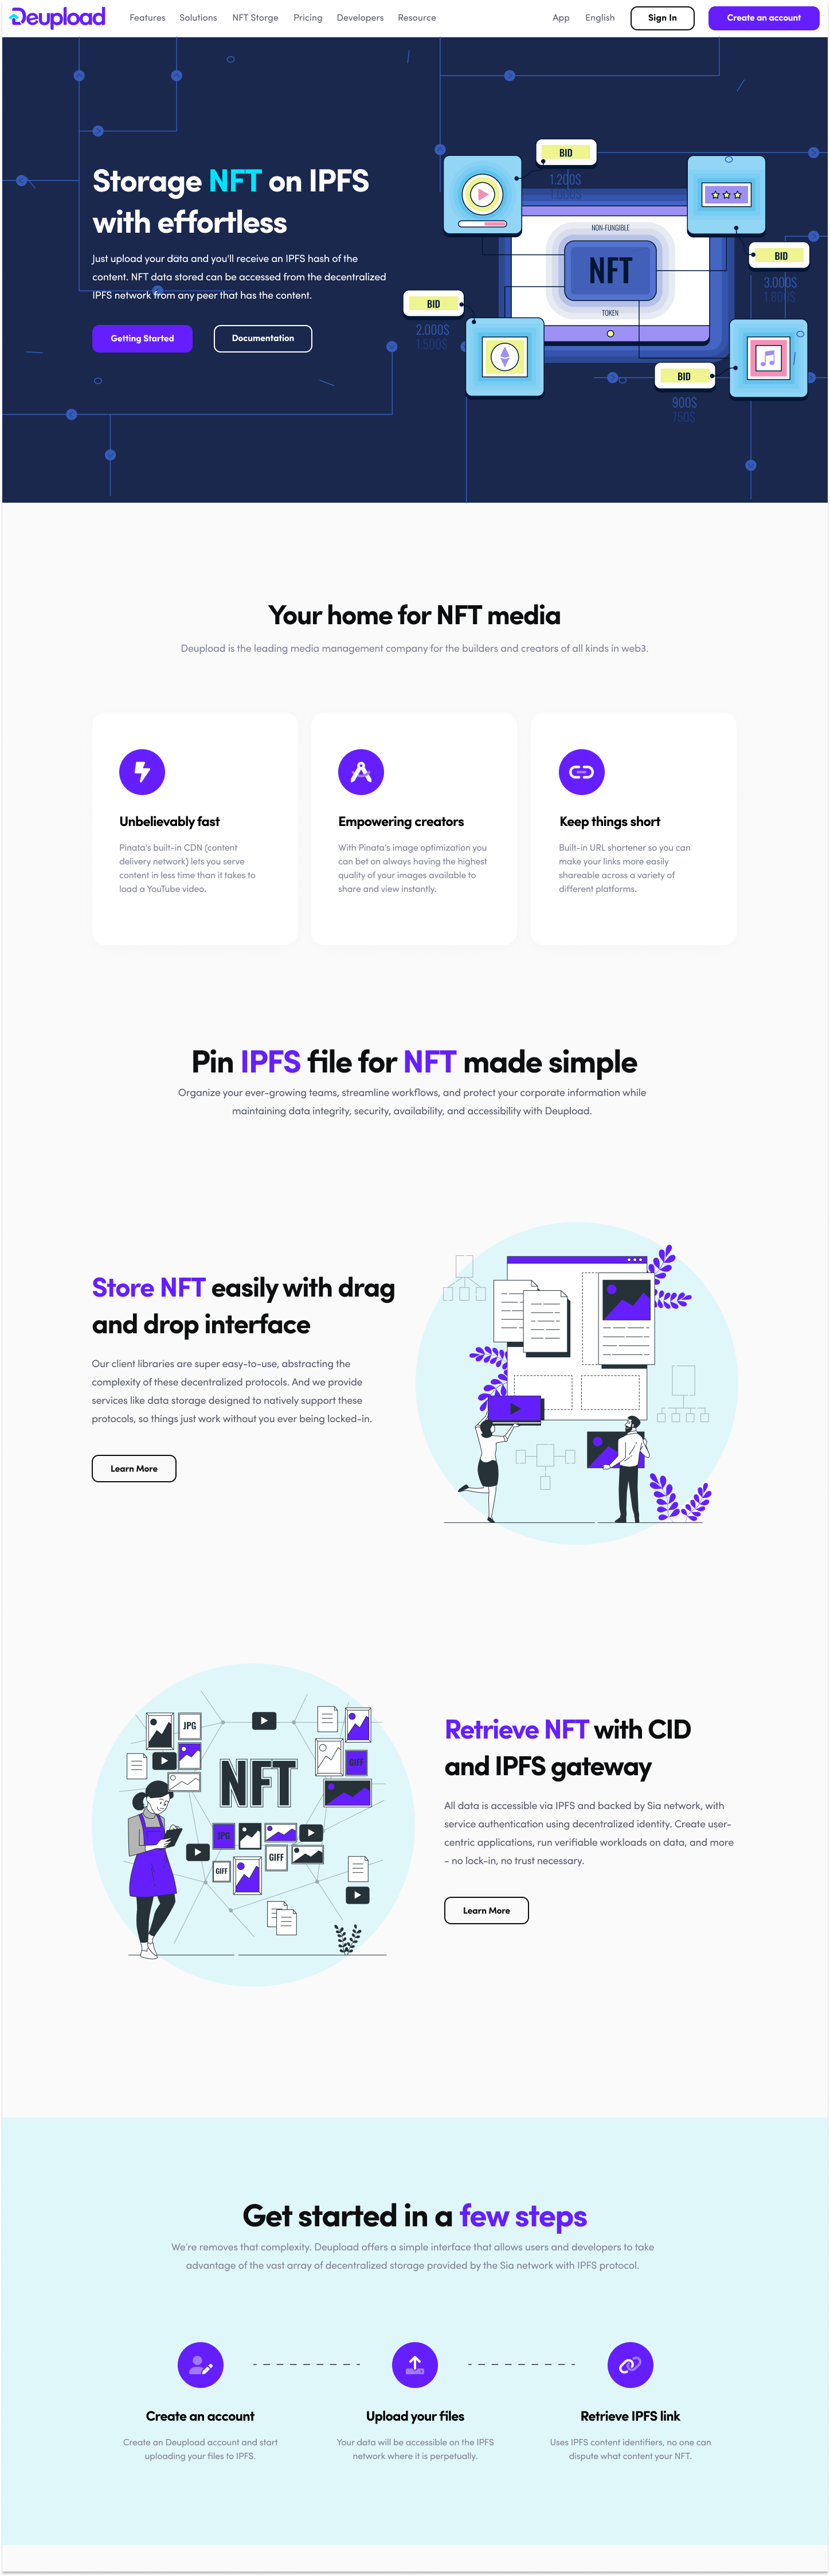 Deupload
Features Solutions NFT Storge Pricing Developers Resource App English Sign In Create an account
Storage NFT on IPFS
with effortless
Just upload your data and you'll receive an IPFS hash of the
content. NFT data stored can be accessed from the decentralized
IPFS network from any peer that has the content.
Getting Started Documentation
BID
1.200$
1.000$
NON-FUNGIBLE
NFT
TOKEN
BID
3.000$
1.800$
BID
2.000$
1.500$
BID
900$
750$
Your home for NFT media
Deupload is the leading media management company for the builders and creators of all kinds in web3.
Unbelievably fast
Pinata's built-in CDN (content
delivery network) lets you serve
content in less time than it takes to
load a YouTube video.
Empowering creators
With Pinata's image optimization you
can bet on always having the highest
quality of your images available to
share and view instantly.
Keep things short
Built-in URL shortener so you can
make your links more easily
shareable across a variety of
different platforms.
Pin IPFS file for NFT made simple
Organize your ever-growing teams, streamline workflows, and protect your corporate information while
maintaining data integrity, security, availability, and accessibility with Deupload.
Store NFT easily with drag
and drop interface
Our client libraries are super easy-to-use, abstracting the
complexity of these decentralized protocols. And we provide
services like data storage designed to natively support these
protocols, so things just work without you ever being locked-in.
Learn More
JPG
GIFF
NFT
JPG
GIFF
GIFF
Retrieve NFT with CID
and IPFS gateway
All data is accessible via IPFS and backed by Sia network, with
service authentication using decentralized identity. Create user-
centric applications, run verifiable workloads on data, and more
- no lock-in, no trust necessary.
Learn More
Get started in a few steps
We're removes that complexity. Deupload offers a simple interface that allows users and developers to take
advantage of the vast array of decentralized storage provided by the Sia network with IPFS protocol.
Create an account
Create an Deupload account and start
uploading your files to IPFS.
Upload your files
Your data will be accessible on the IPFS
network where it is perpetually.
Retrieve IPFS link
Uses IPFS content identifiers, no one can
dispute what content your NFT.